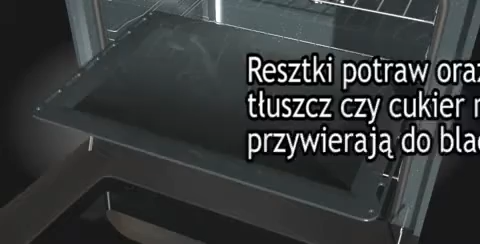 Resztki potraw oraz
tłuszcz czy cukier
przywierają do